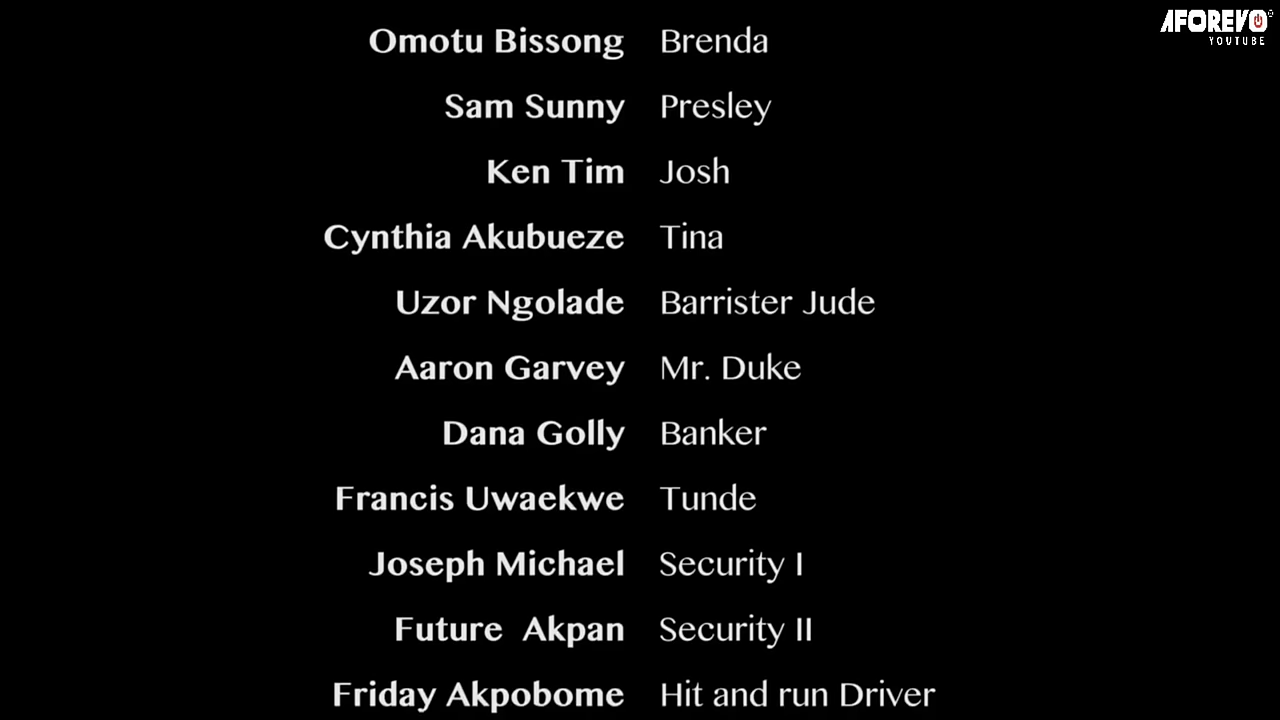 AFOREVO
YOUTUBE
Omotu Bissong Brenda
Sam Sunny Presley
Ken Tim Josh
Cynthia Akubueze Tina
Uzor Ngolade Barrister Jude
Aaron Garvey Mr. Duke
Dana Golly Banker
Francis Uwaekwe Tunde
Joseph Michael Security I
Future Akpan Security II
Friday Akpobome Hit and run Driver